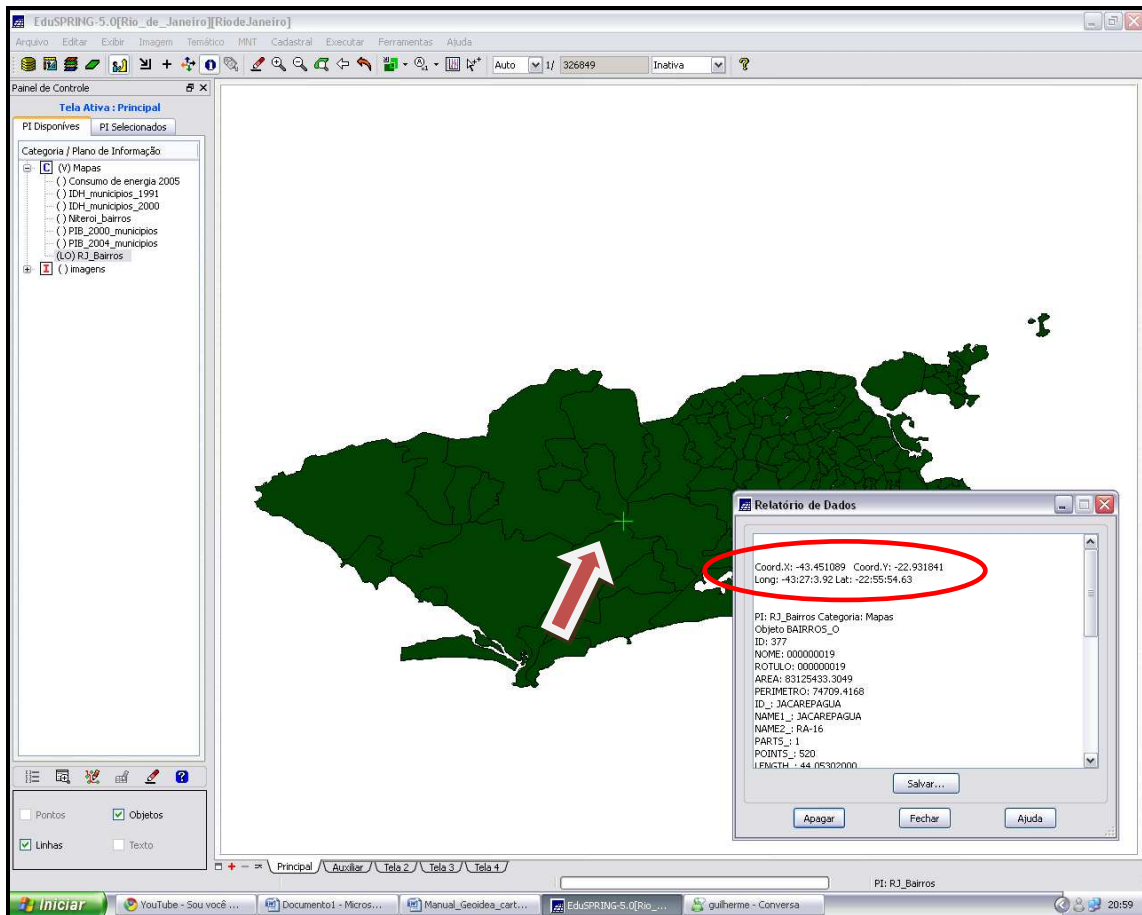 EduSPRING-5.0[Rio_de_Janeiro][RiodeJaneiro]
Arquivo Editar Exibir Imagem Temático MNT Cadastral Executar Ferramentas Ajuda
Auto 1/ 326849 Inativa
Painel de Controle
Tela Ativa : Principal
PI Disponíves PI Selecionados
Categoria / Plano de Informação
C (V) Mapas
( ) Consumo de energia 2005
( ) IDH_municipios_1991
( ) IDH_municipios_2000
( ) Niteroi_bairros
( ) PIB_2000_municipios
( ) PIB_2004_municipios
(LO) RJ_Bairros
I ( ) imagens
Relatório de Dados
Coord.X: -43.451089 Coord.Y: -22.931841
Long: -43:27:3.92 Lat: -22:55:54.63
PI: RJ_Bairros Categoria: Mapas
Objeto BAIRROS_O
ID: 377
NOME: 000000019
ROTULO: 000000019
AREA: 83125433.3049
PERIMETRO: 74709.4168
ID_: JACAREPAGUA
NAME1_: JACAREPAGUA
NAME2_: RA-16
PARTS_: 1
POINTS_: 520
LENGTH_: 44.05302000
Salvar...
Apagar Fechar Ajuda
Pontos Objetos
Linhas Texto
Principal Auxiliar Tela 2 Tela 3 Tela 4
PI: RJ_Bairros
Iniciar YouTube - Sou você ... Documento1 - Micros... Manual_Geoidea_cart... EduSPRING-5.0[Rio_... guilherme - Conversa 20:59